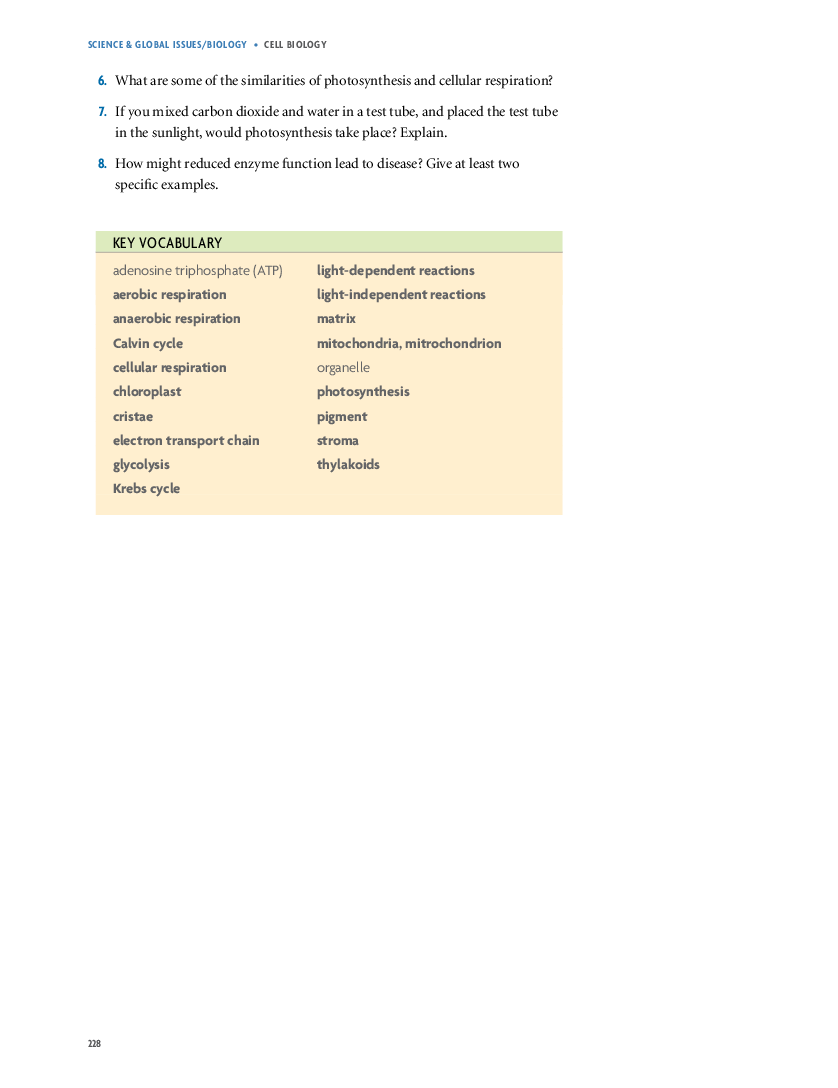 SCIENCE & GLOBAL ISSUES/BIOLOGY • CELL BIOLOGY
6. What are some of the similarities of photosynthesis and cellular respiration?
7. If you mixed carbon dioxide and water in a test tube, and placed the test tube
in the sunlight, would photosynthesis take place? Explain.
8. How might reduced enzyme function lead to disease? Give at least two
specific examples.
KEY VOCABULARY
adenosine triphosphate (ATP)
aerobic respiration
anaerobic respiration
Calvin cycle
cellular respiration
chloroplast
cristae
electron transport chain
glycolysis
Krebs cycle
light-dependent reactions
light-independent reactions
matrix
mitochondria, mitrochondrion
organelle
photosynthesis
pigment
stroma
thylakoids
228